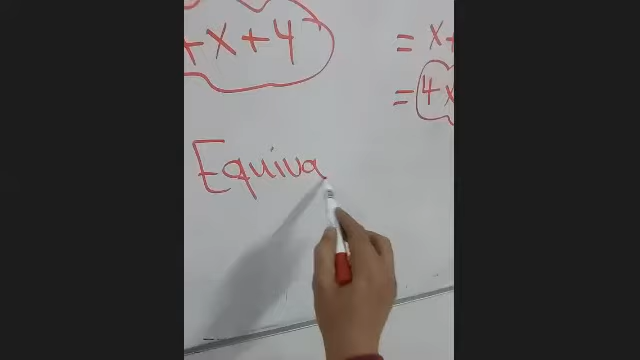 +x+4
= x+
= 4x
Equiva